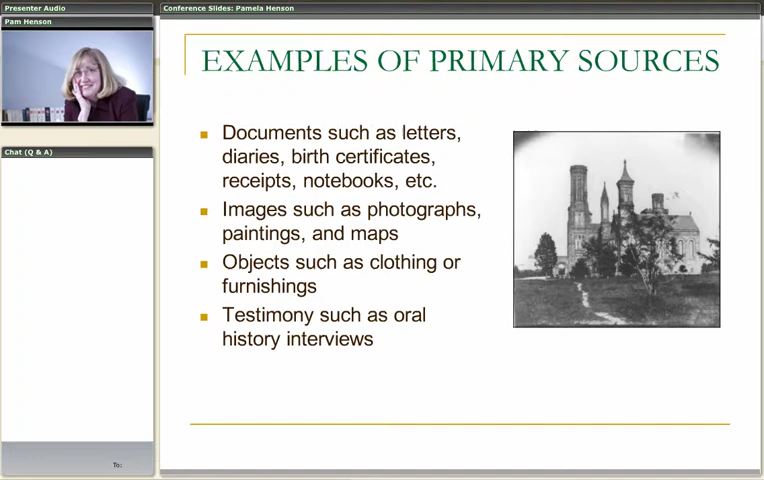 Presenter Audio
Pam Henson
Chat (Q & A)
To:
Conference Slides: Pamela Henson
EXAMPLES OF PRIMARY SOURCES
Documents such as letters,
diaries, birth certificates,
receipts, notebooks, etc.
Images such as photographs,
paintings, and maps
Objects such as clothing or
furnishings
Testimony such as oral
history interviews